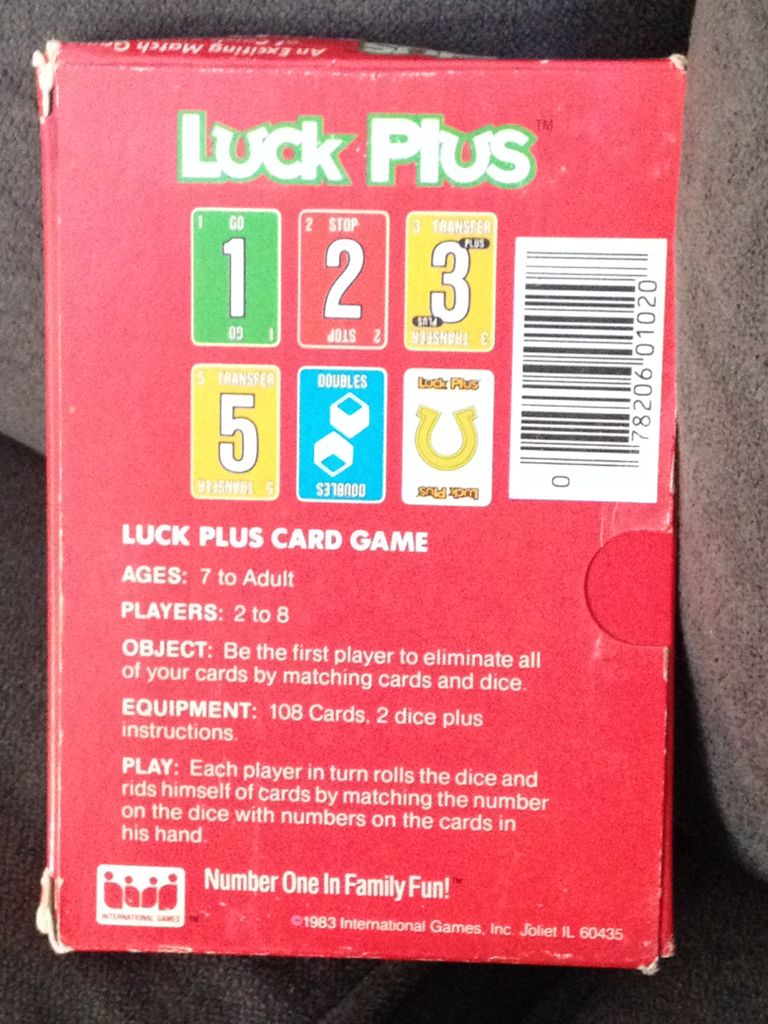 An Exciting Match Ga
Luck Plus™
1 GO
1
GO 1
2 STOP
2
STOP 2
3 TRANSFER
PLUS
3
PLUS
TRANSFER 3
5 TRANSFER
5
TRANSFER 5
DOUBLES
DOUBLES
Luck Plus
Luck Plus
0 78206 01020
LUCK PLUS CARD GAME
AGES: 7 to Adult
PLAYERS: 2 to 8
OBJECT: Be the first player to eliminate all
of your cards by matching cards and dice.
EQUIPMENT: 108 Cards, 2 dice plus
instructions.
PLAY: Each player in turn rolls the dice and
rids himself of cards by matching the number
on the dice with numbers on the cards in
his hand.
INTERNATIONAL GAMES™
Number One In Family Fun!™
©1983 International Games, Inc. Joliet IL 60435